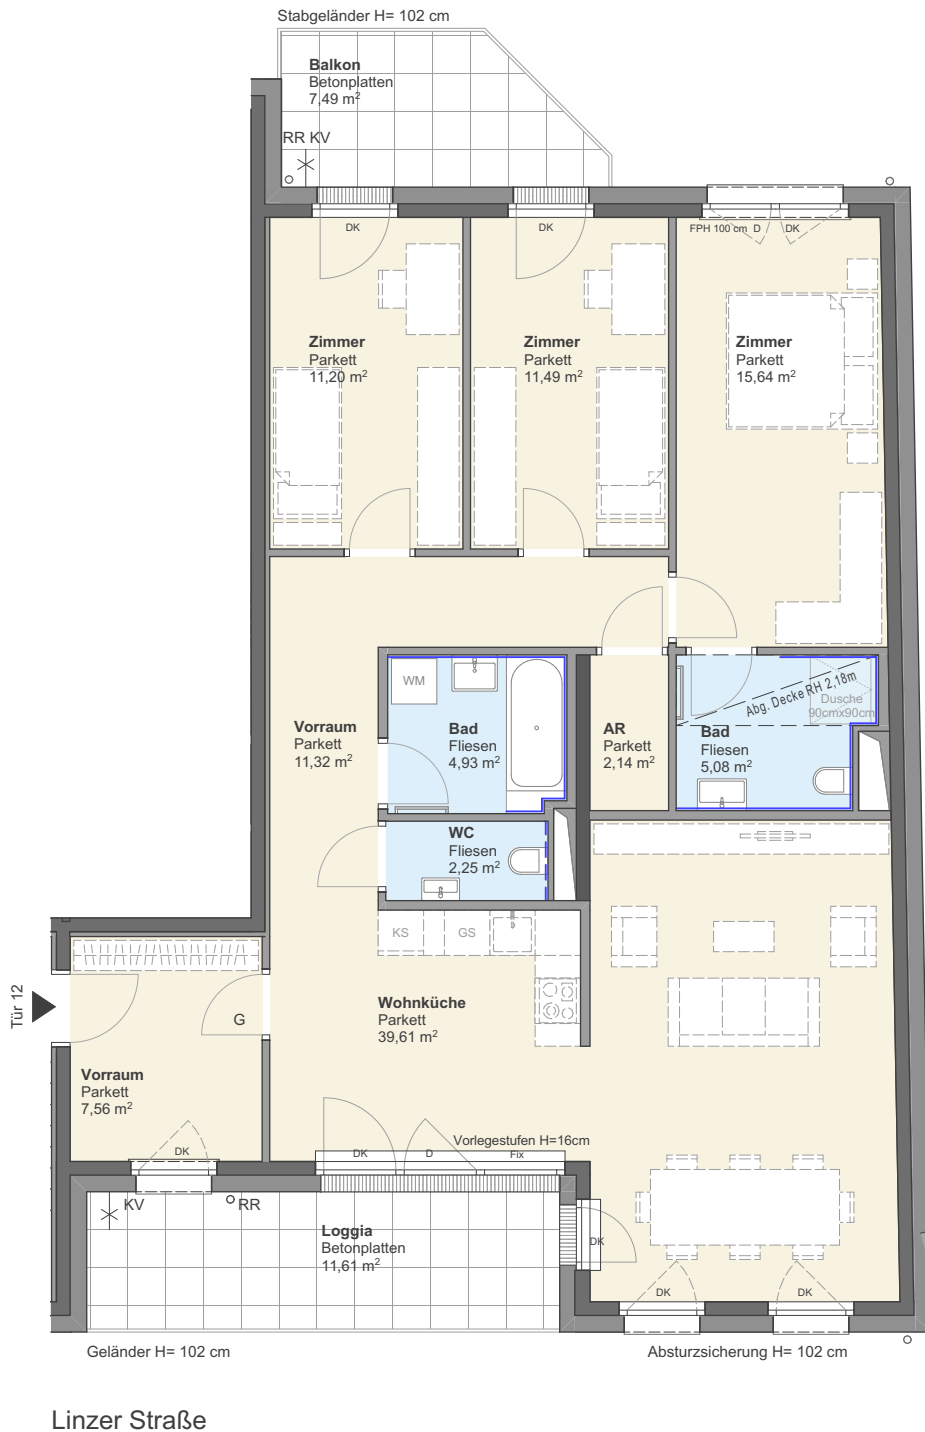 Stabgeländer H= 102 cm
Balkon
Betonplatten
7,49 m²
RR KV
DK
DK
FPH 100 cm D
DK
Zimmer
Parkett
11,20 m²
Zimmer
Parkett
11,49 m²
Zimmer
Parkett
15,64 m²
WM
Abg. Decke RH 2,18m
Dusche
90cmx90cm
Vorraum
Parkett
11,32 m²
Bad
Fliesen
4,93 m²
AR
Parkett
2,14 m²
Bad
Fliesen
5,08 m²
WC
Fliesen
2,25 m²
KS
GS
Tür 12
G
Wohnküche
Parkett
39,61 m²
Vorraum
Parkett
7,56 m²
Vorlegestufen H=16cm
DK
DK
D
Fix
KV
RR
Loggia
Betonplatten
11,61 m²
DK
DK
DK
Geländer H= 102 cm
Absturzsicherung H= 102 cm
Linzer Straße